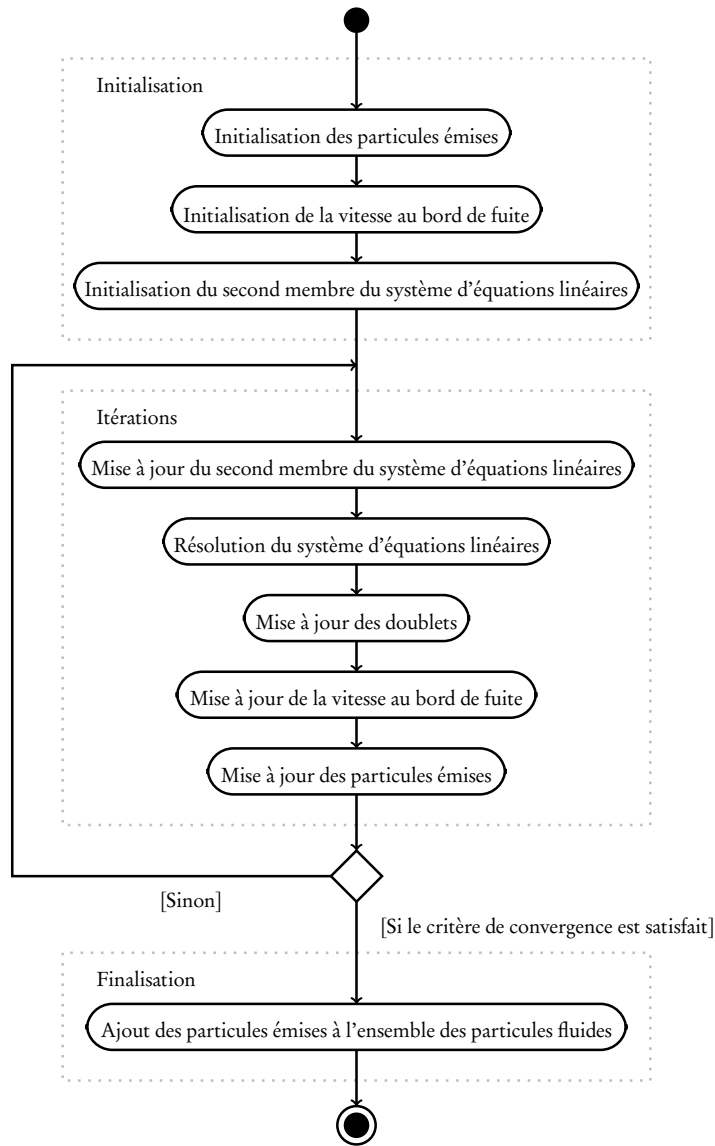 Initialisation
Initialisation des particules émises
Initialisation de la vitesse au bord de fuite
Initialisation du second membre du système d'équations linéaires
Itérations
Mise à jour du second membre du système d'équations linéaires
Résolution du système d'équations linéaires
Mise à jour des doublets
Mise à jour de la vitesse au bord de fuite
Mise à jour des particules émises
[Sinon]
[Si le critère de convergence est satisfait]
Finalisation
Ajout des particules émises à l'ensemble des particules fluides